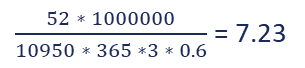 52 * 1000000
10950 * 365 *3 * 0.6 = 7.23